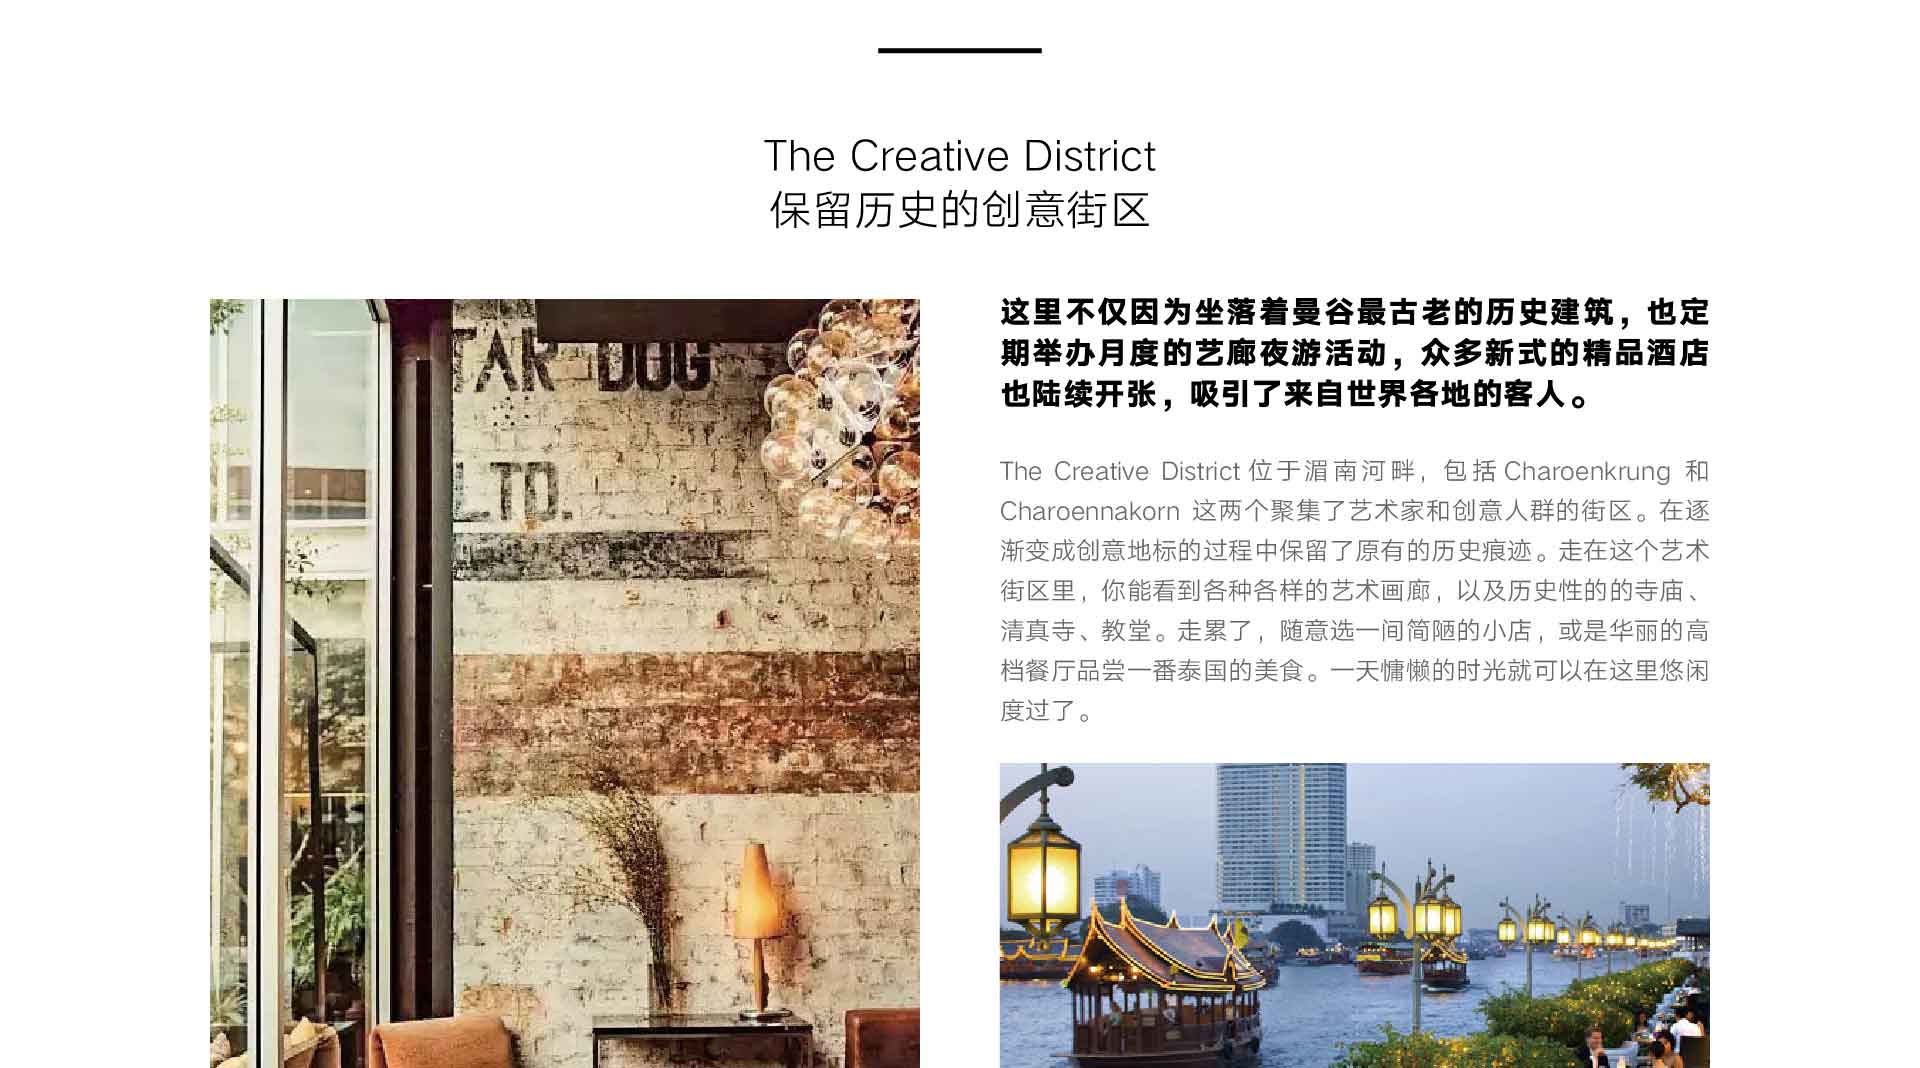 The Creative District
保留历史的创意街区
TAR DOG
LTD.
这里不仅因为坐落着曼谷最古老的历史建筑，也定
期举办月度的艺廊夜游活动，众多新式的精品酒店
也陆续开张，吸引了来自世界各地的客人。
The Creative District 位于湄南河畔，包括 Charoenkrung 和
Charoennakorn 这两个聚集了艺术家和创意人群的街区。在逐
渐变成创意地标的过程中保留了原有的历史痕迹。走在这个艺术
街区里，你能看到各种各样的艺术画廊，以及历史性的的寺庙、
清真寺、教堂。走累了，随意选一间简陋的小店，或是华丽的高
档餐厅品尝一番泰国的美食。一天慵懒的时光就可以在这里悠闲
度过了。